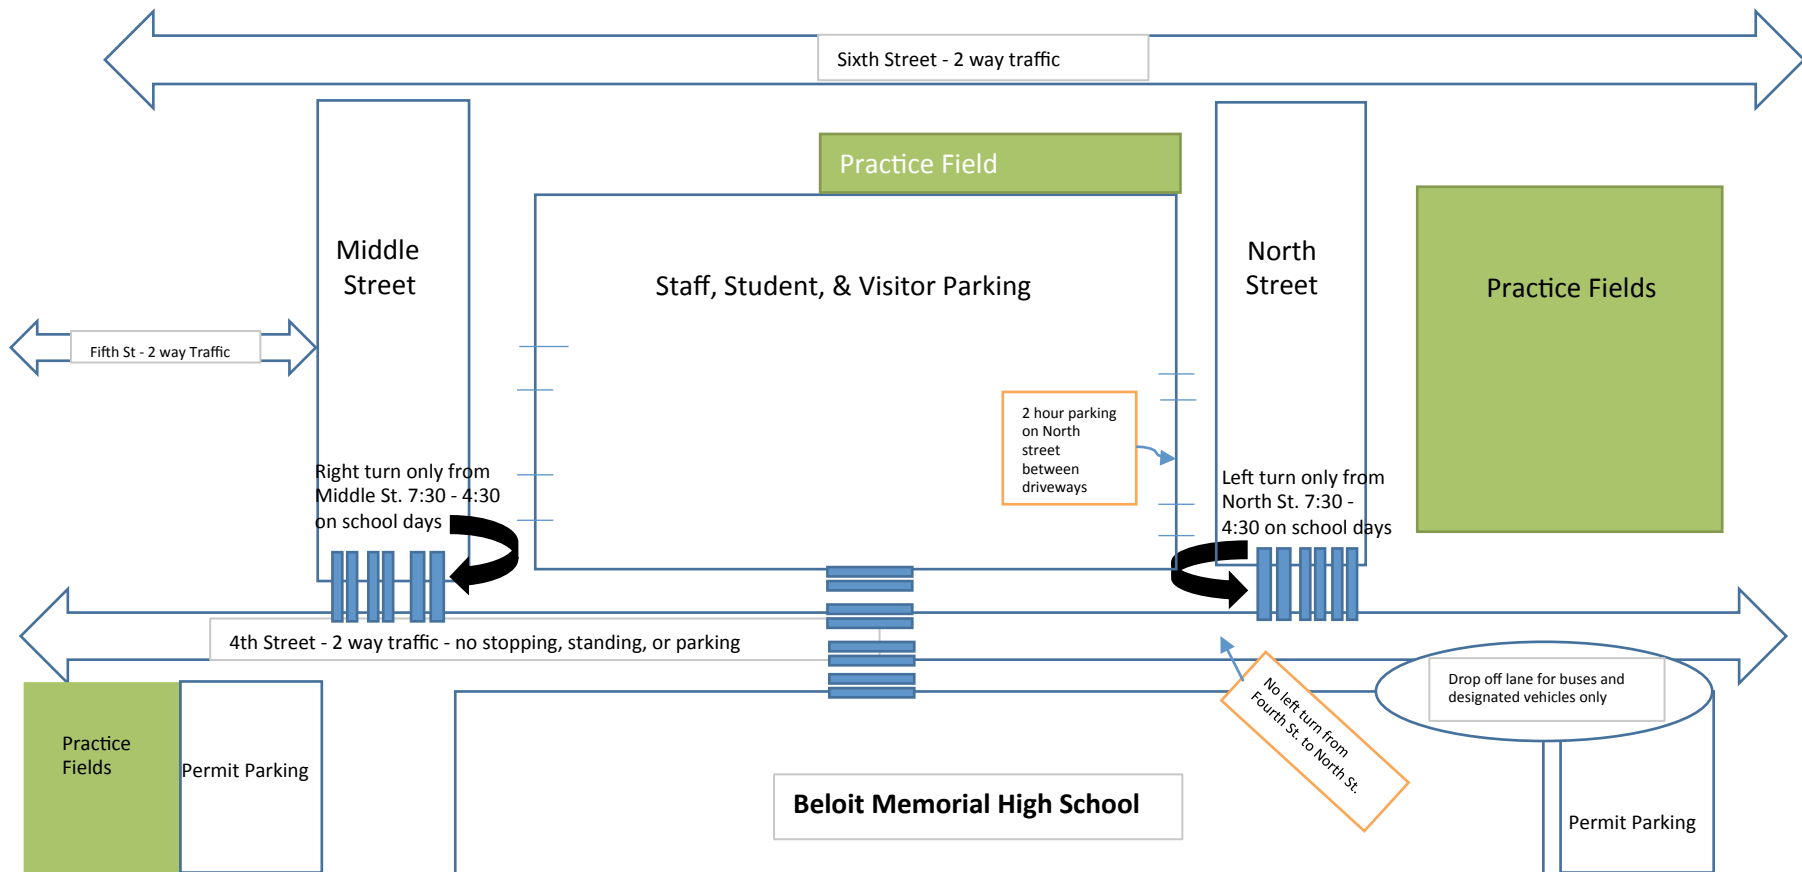 Sixth Street - 2 way traffic
Practice Field
Middle
Street
Staff, Student, & Visitor Parking
North
Street
Practice Fields
Fifth St - 2 way Traffic
2 hour parking
on North
street
between
driveways
Right turn only from
Middle St. 7:30 - 4:30
on school days
Left turn only from
North St. 7:30 -
4:30 on school days
4th Street - 2 way traffic - no stopping, standing, or parking
No left turn from
Fourth St. to North St.
Drop off lane for buses and
designated vehicles only
Practice
Fields
Permit Parking
Beloit Memorial High School
Permit Parking